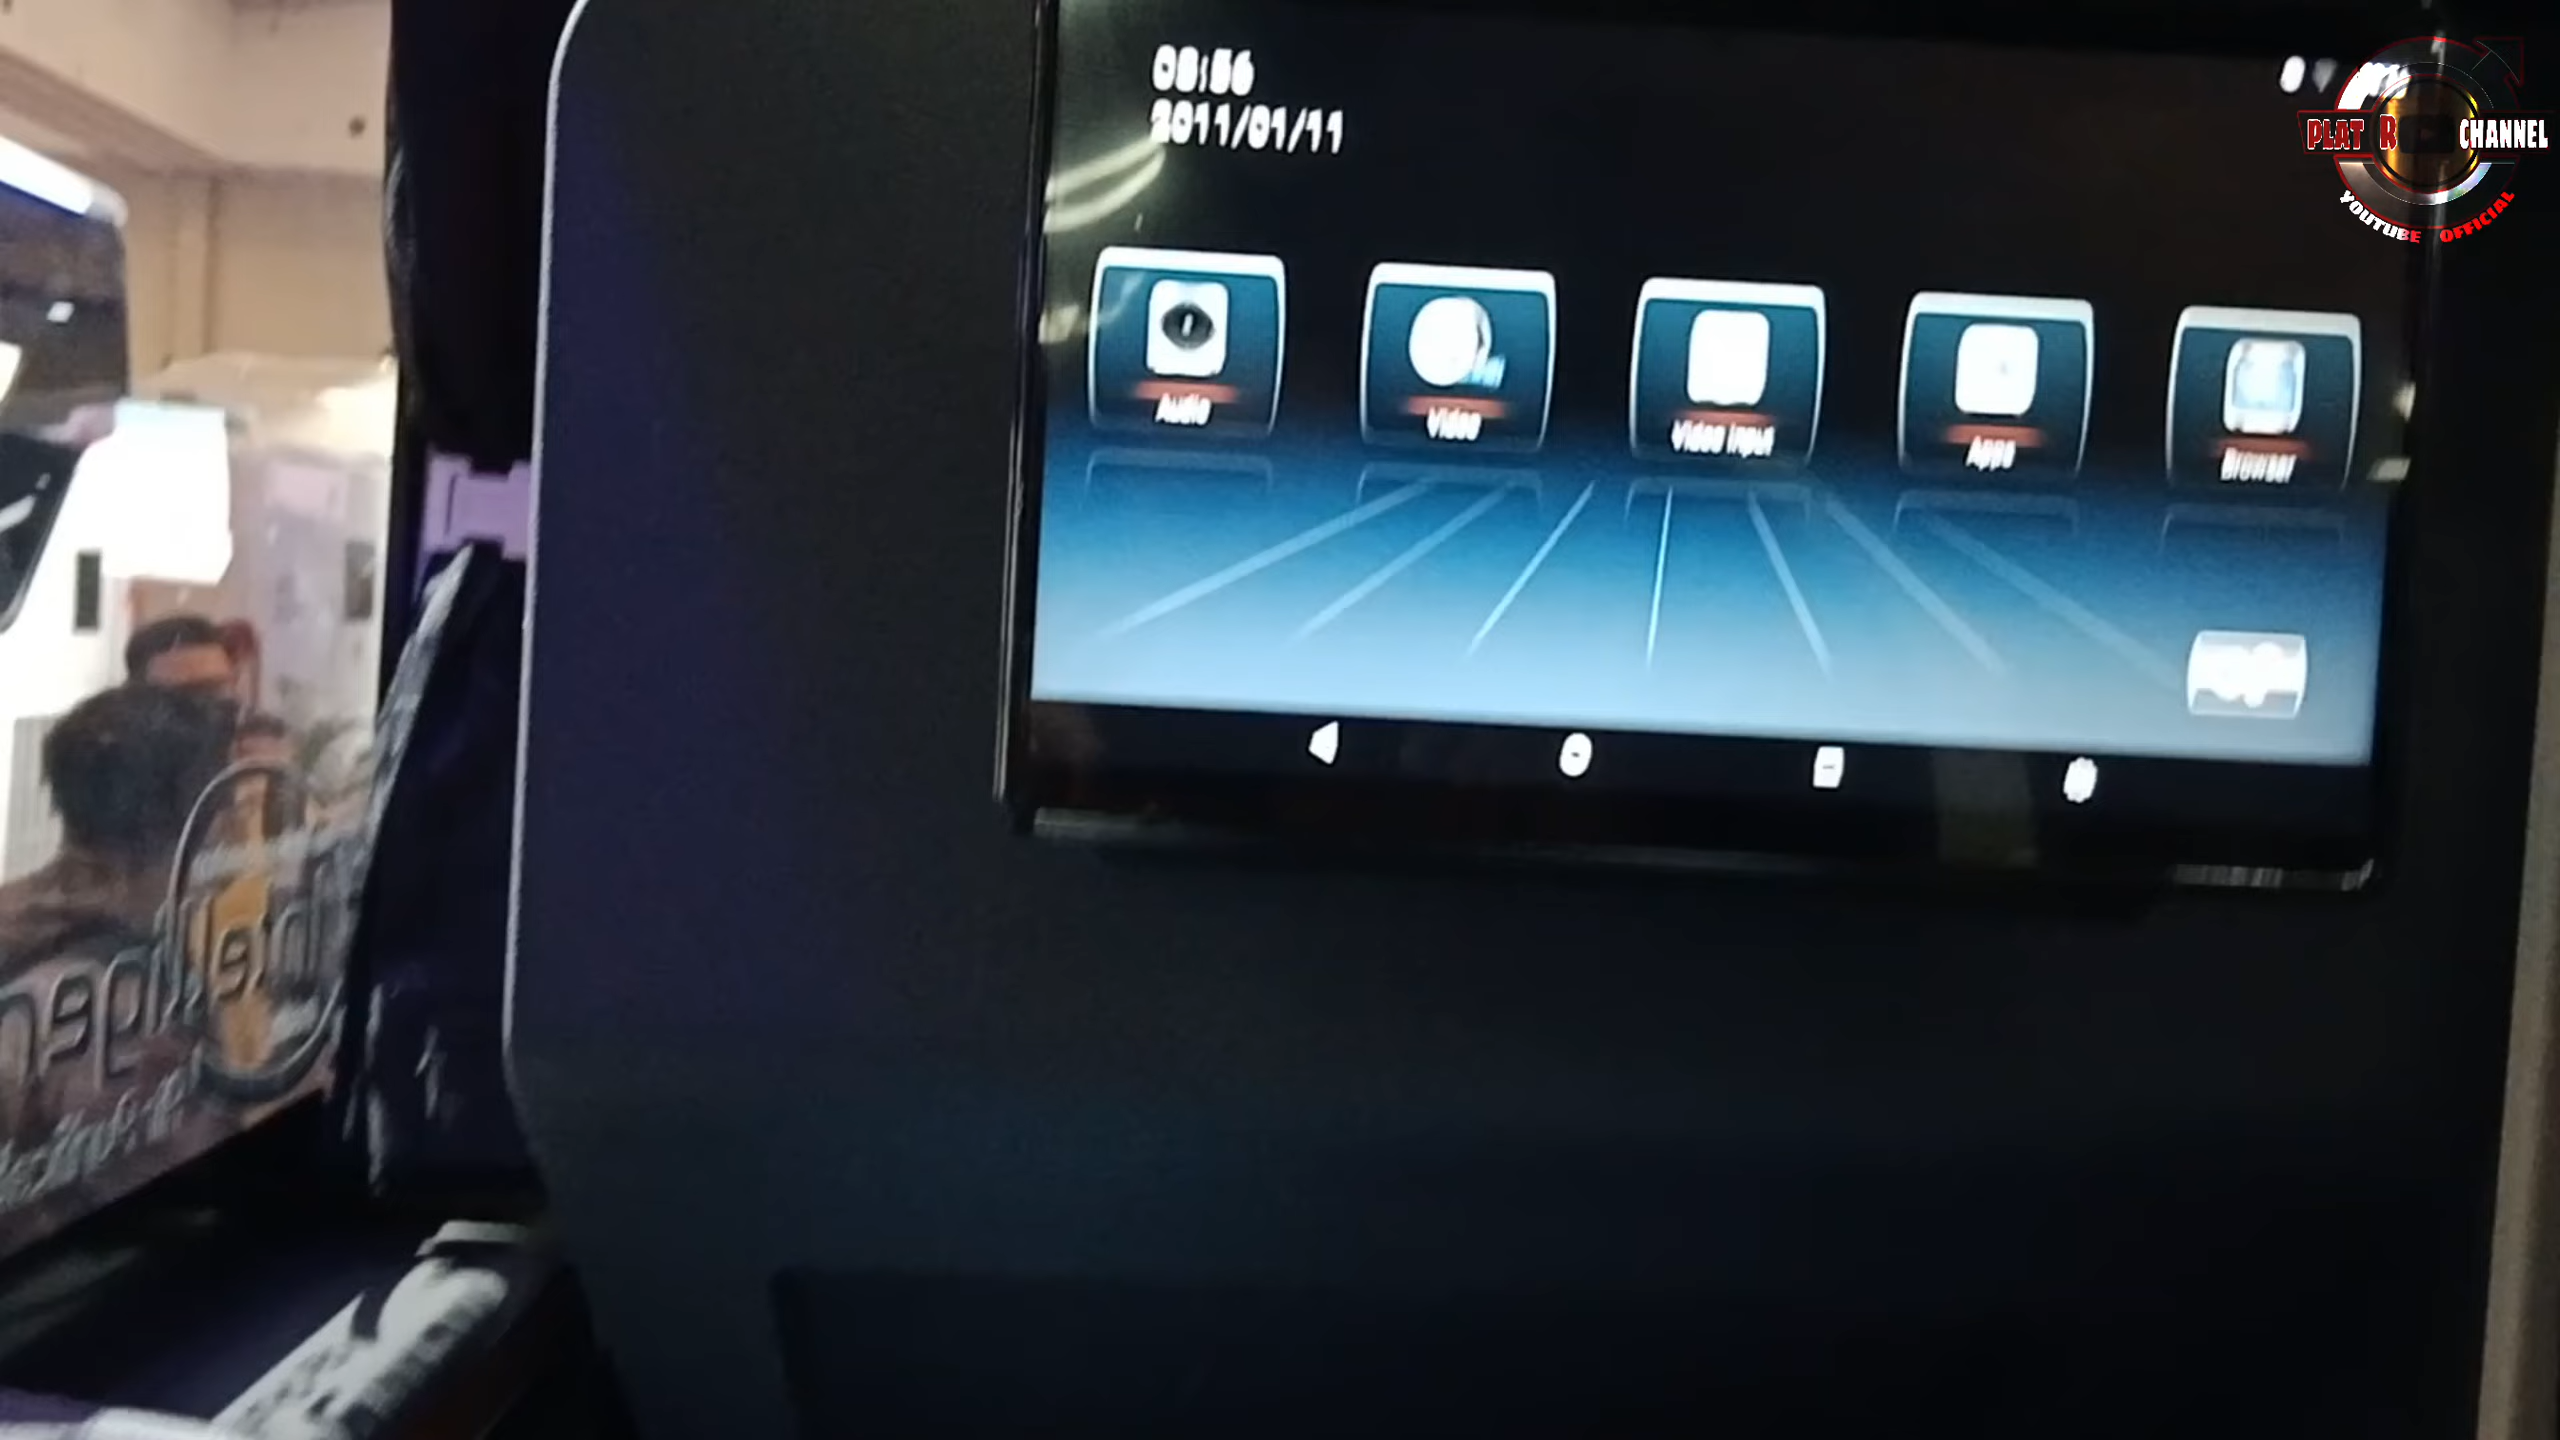 08:56
2011/01/11
Audio
Video
Video input
Apps
Browser
PLAT R CHANNEL
YOUTUBE OFFICIAL